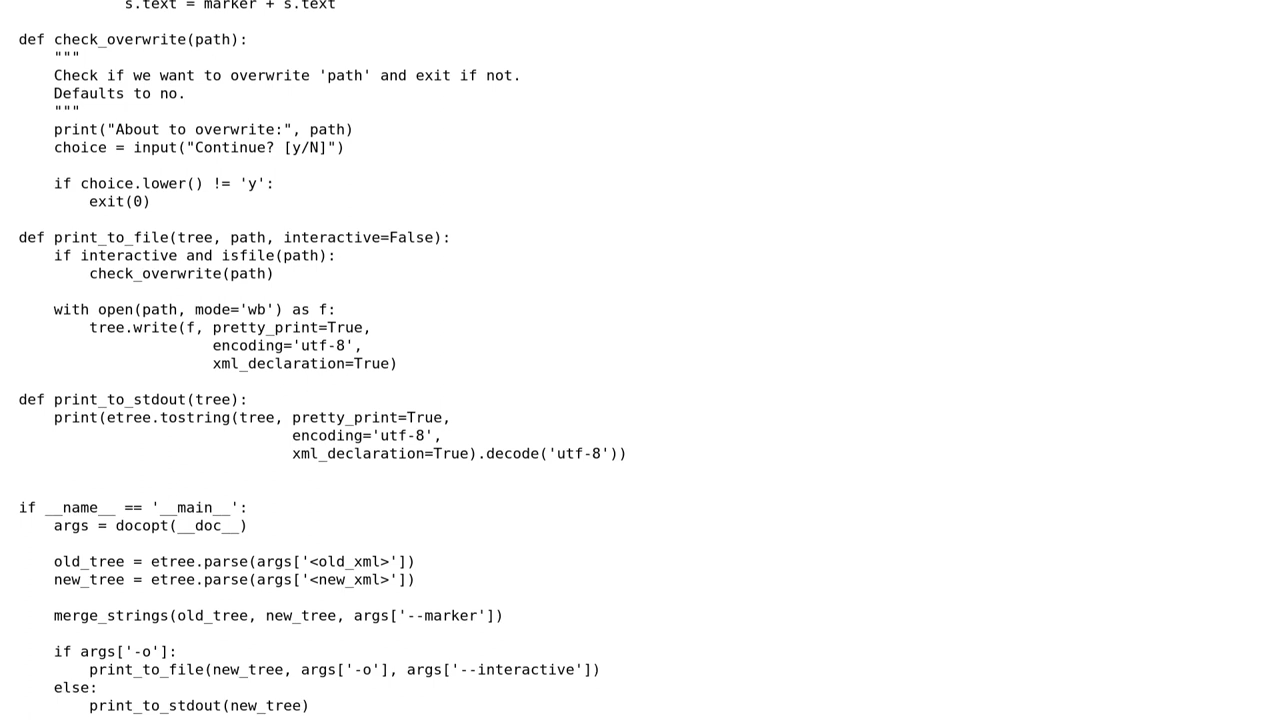 s.text = marker + s.text

def check_overwrite(path):
    """
    Check if we want to overwrite 'path' and exit if not.
    Defaults to no.
    """
    print("About to overwrite:", path)
    choice = input("Continue? [y/N]")

    if choice.lower() != 'y':
        exit(0)

def print_to_file(tree, path, interactive=False):
    if interactive and isfile(path):
        check_overwrite(path)

    with open(path, mode='wb') as f:
        tree.write(f, pretty_print=True,
                      encoding='utf-8',
                      xml_declaration=True)

def print_to_stdout(tree):
    print(etree.tostring(tree, pretty_print=True,
                               encoding='utf-8',
                               xml_declaration=True).decode('utf-8'))


if __name__ == '__main__':
    args = docopt(__doc__)

    old_tree = etree.parse(args['<old_xml>'])
    new_tree = etree.parse(args['<new_xml>'])

    merge_strings(old_tree, new_tree, args['--marker'])

    if args['-o']:
        print_to_file(new_tree, args['-o'], args['--interactive'])
    else:
        print_to_stdout(new_tree)